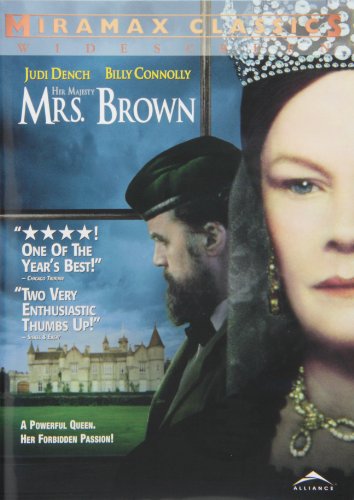 MIRAMAX CLASSICS
WIDESCREEN
JUDI DENCH BILLY CONNOLLY
HER MAJESTY
MRS. BROWN
"★★★★!
ONE OF THE
YEAR'S BEST!"
– CHICAGO TRIBUNE
"TWO VERY
ENTHUSIASTIC
THUMBS UP!"
– SISKEL & EBERT
A POWERFUL QUEEN.
HER FORBIDDEN PASSION!
ALLIANCE